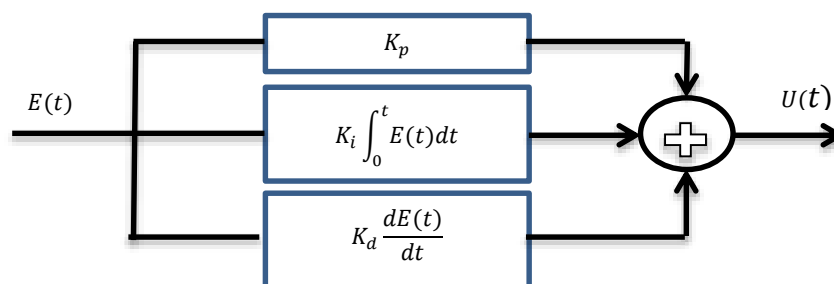 K_p
E(t)
K_i ∫_0^t E(t)dt
U(t)
K_d dE(t)/dt